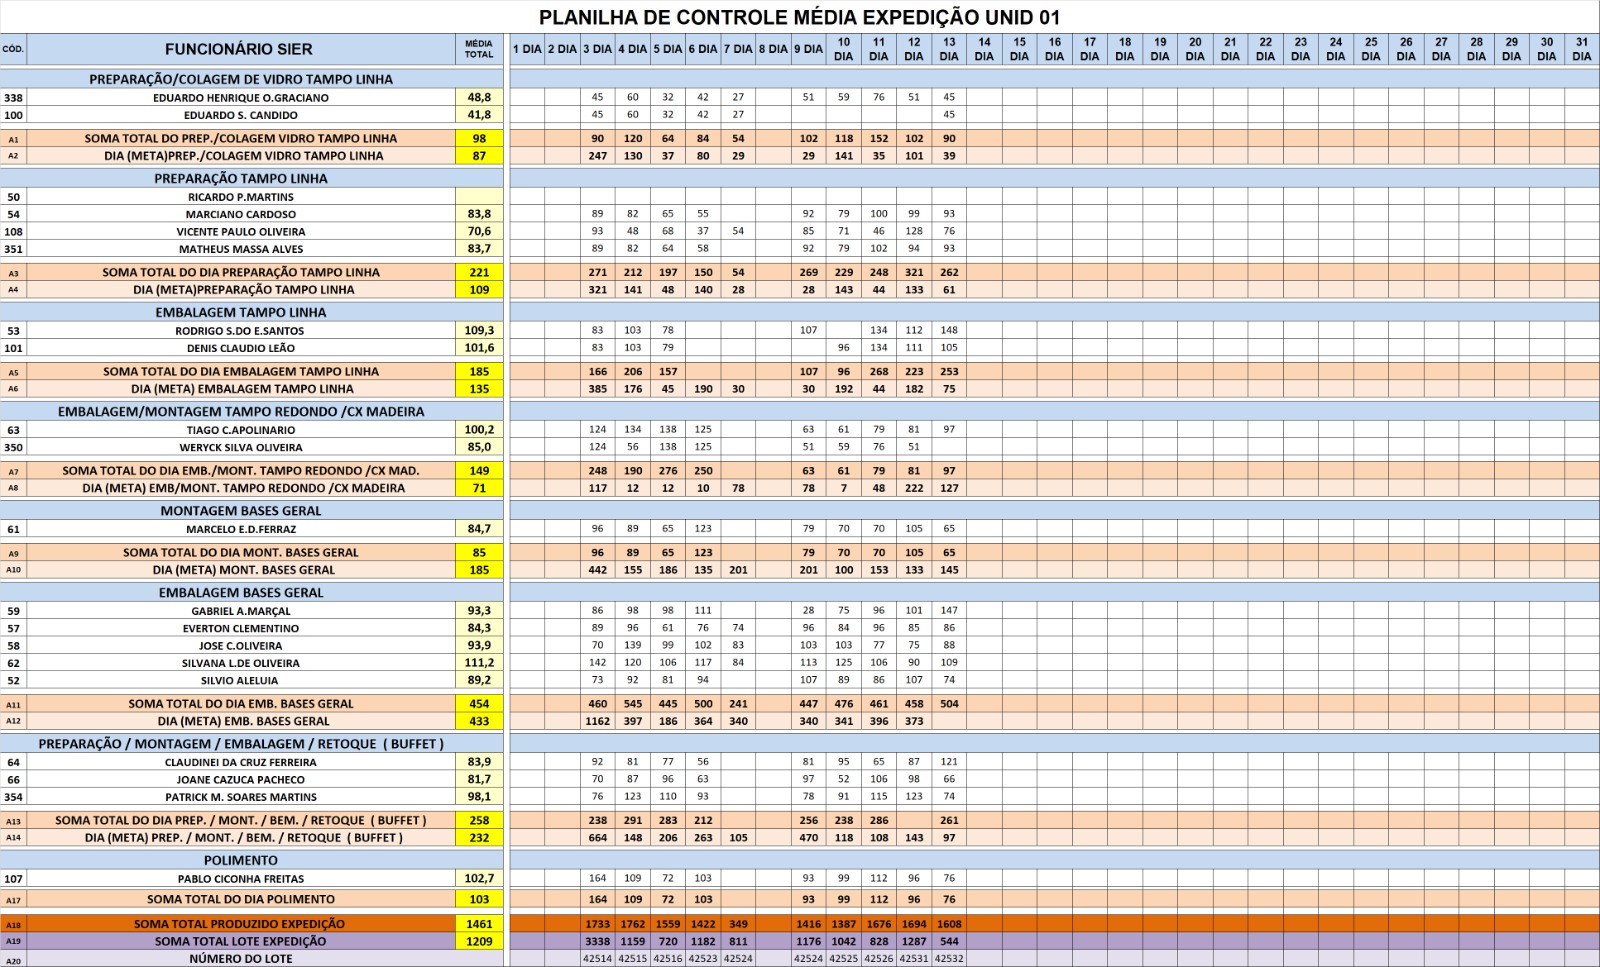 PLANILHA DE CONTROLE MÉDIA EXPEDIÇÃO UNID 01
CÓD. FUNCIONÁRIO SIER MÉDIA TOTAL 1 DIA 2 DIA 3 DIA 4 DIA 5 DIA 6 DIA 7 DIA 8 DIA 9 DIA 10 DIA 11 DIA 12 DIA 13 DIA 14 DIA 15 DIA 16 DIA 17 DIA 18 DIA 19 DIA 20 DIA 21 DIA 22 DIA 23 DIA 24 DIA 25 DIA 26 DIA 27 DIA 28 DIA 29 DIA 30 DIA 31 DIA
PREPARAÇÃO/COLAGEM DE VIDRO TAMPO LINHA
338 EDUARDO HENRIQUE O.GRACIANO 48,8 45 60 32 42 27 51 59 76 51 45
100 EDUARDO S. CANDIDO 41,8 45 60 32 42 27 45
A1 SOMA TOTAL DO PREP./COLAGEM VIDRO TAMPO LINHA 98 90 120 64 84 54 102 118 152 102 90
A2 DIA (META)PREP./COLAGEM VIDRO TAMPO LINHA 87 247 130 37 80 29 29 141 35 101 39
PREPARAÇÃO TAMPO LINHA
50 RICARDO P.MARTINS
54 MARCIANO CARDOSO 83,8 89 82 65 55 92 79 100 99 93
108 VICENTE PAULO OLIVEIRA 70,6 93 48 68 37 54 85 71 46 128 76
351 MATHEUS MASSA ALVES 83,7 89 82 64 58 92 79 102 94 93
A3 SOMA TOTAL DO DIA PREPARAÇÃO TAMPO LINHA 221 271 212 197 150 54 269 229 248 321 262
A4 DIA (META)PREPARAÇÃO TAMPO LINHA 109 321 141 48 140 28 28 143 44 133 61
EMBALAGEM TAMPO LINHA
53 RODRIGO S.DO E.SANTOS 109,3 83 103 78 107 134 112 148
101 DENIS CLAUDIO LEÃO 101,6 83 103 79 96 134 111 105
A5 SOMA TOTAL DO DIA EMBALAGEM TAMPO LINHA 185 166 206 157 107 96 268 223 253
A6 DIA (META) EMBALAGEM TAMPO LINHA 135 385 176 45 190 30 30 192 44 182 75
EMBALAGEM/MONTAGEM TAMPO REDONDO /CX MADEIRA
63 TIAGO C.APOLINARIO 100,2 124 134 138 125 63 61 79 81 97
350 WERYCK SILVA OLIVEIRA 85,0 124 56 138 125 51 59 76 51
A7 SOMA TOTAL DO DIA EMB./MONT. TAMPO REDONDO /CX MAD. 149 248 190 276 250 63 61 79 81 97
A8 DIA (META) EMB/MONT. TAMPO REDONDO /CX MADEIRA 71 117 12 12 10 78 78 7 48 222 127
MONTAGEM BASES GERAL
61 MARCELO E.D.FERRAZ 84,7 96 89 65 123 79 70 70 105 65
A9 SOMA TOTAL DO DIA MONT. BASES GERAL 85 96 89 65 123 79 70 70 105 65
A10 DIA (META) MONT. BASES GERAL 185 442 155 186 135 201 201 100 153 133 145
EMBALAGEM BASES GERAL
59 GABRIEL A.MARÇAL 93,3 86 98 98 111 28 75 96 101 147
57 EVERTON CLEMENTINO 84,3 89 96 61 76 74 96 84 96 85 86
58 JOSE C.OLIVEIRA 93,9 70 139 99 102 83 103 103 77 75 88
62 SILVANA L.DE OLIVEIRA 111,2 142 120 106 117 84 113 125 106 90 109
52 SILVIO ALELUIA 89,2 73 92 81 94 107 89 86 107 74
A11 SOMA TOTAL DO DIA EMB. BASES GERAL 454 460 545 445 500 241 447 476 461 458 504
A12 DIA (META) EMB. BASES GERAL 433 1162 397 186 364 340 340 341 396 373
PREPARAÇÃO / MONTAGEM / EMBALAGEM / RETOQUE ( BUFFET )
64 CLAUDINEI DA CRUZ FERREIRA 83,9 92 81 77 56 81 95 65 87 121
66 JOANE CAZUCA PACHECO 81,7 70 87 96 63 97 52 106 98 66
354 PATRICK M. SOARES MARTINS 98,1 76 123 110 93 78 91 115 123 74
A13 SOMA TOTAL DO DIA PREP. / MONT. / BEM. / RETOQUE ( BUFFET ) 258 238 291 283 212 256 238 286 261
A14 DIA (META) PREP. / MONT. / BEM. / RETOQUE ( BUFFET ) 232 664 148 206 263 105 470 118 108 143 97
POLIMENTO
107 PABLO CICONHA FREITAS 102,7 164 109 72 103 93 99 112 96 76
A17 SOMA TOTAL DO DIA POLIMENTO 103 164 109 72 103 93 99 112 96 76
A18 SOMA TOTAL PRODUZIDO EXPEDIÇÃO 1461 1733 1762 1559 1422 349 1416 1387 1676 1694 1608
A19 SOMA TOTAL LOTE EXPEDIÇÃO 1209 3338 1159 720 1182 811 1176 1042 828 1287 544
A20 NÚMERO DO LOTE 42514 42515 42516 42523 42524 42524 42525 42526 42531 42532